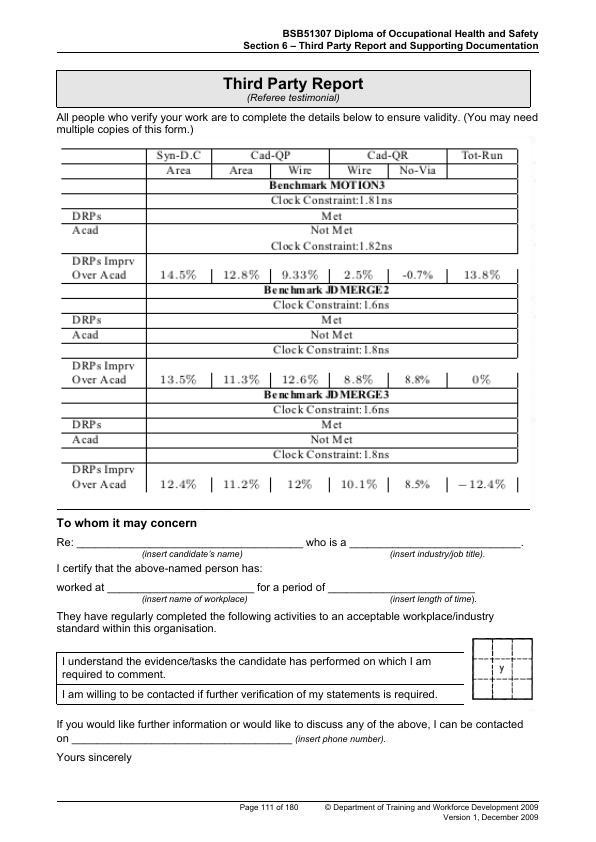 BSB51307 Diploma of Occupational Health and Safety
Section 6 – Third Party Report and Supporting Documentation
Third Party Report
(Referee testimonial)
All people who verify your work are to complete the details below to ensure validity. (You may need
multiple copies of this form.)
Syn-D.C Cad-QP Cad-QR Tot-Run
Area Area Wire Wire No-Via
Benchmark MOTION3
Clock Constraint:1.81ns
DRPs Met
Acad Not Met
Clock Constraint:1.82ns
DRPs Imprv
Over Acad 14.5% 12.8% 9.33% 2.5% -0.7% 13.8%
Benchmark JDMERGE2
Clock Constraint:1.6ns
DRPs Met
Acad Not Met
Clock Constraint:1.8ns
DRPs Imprv
Over Acad 13.5% 11.3% 12.6% 8.8% 8.8% 0%
Benchmark JDMERGE3
Clock Constraint:1.6ns
DRPs Met
Acad Not Met
Clock Constraint:1.8ns
DRPs Imprv
Over Acad 12.4% 11.2% 12% 10.1% 8.5% −12.4%
To whom it may concern
Re: ______ who is a ______.
(insert candidate's name) (insert industry/job title).
I certify that the above-named person has:
worked at ______ for a period of ______
(insert name of workplace) (insert length of time).
They have regularly completed the following activities to an acceptable workplace/industry
standard within this organisation.
I understand the evidence/tasks the candidate has performed on which I am
required to comment.
y
I am willing to be contacted if further verification of my statements is required.
If you would like further information or would like to discuss any of the above, I can be contacted
on ______ (insert phone number).
Yours sincerely
Page 111 of 180 © Department of Training and Workforce Development 2009
Version 1, December 2009